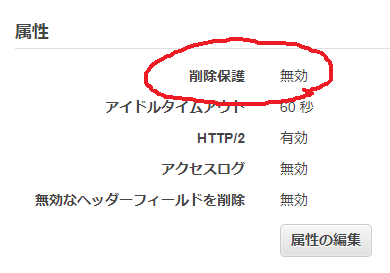 属性
削除保護 無効
アイドルタイムアウト 60 秒
HTTP/2 有効
アクセスログ 無効
無効なヘッダーフィールドを削除 無効
属性の編集